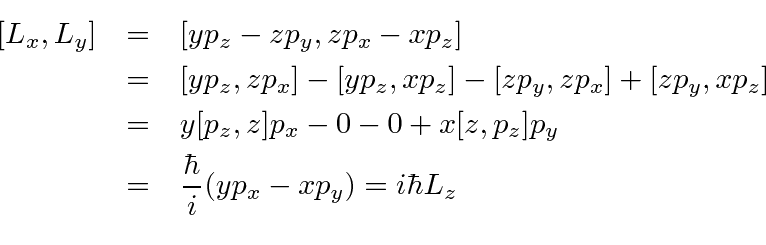 [L_x, L_y] = [yp_z − zp_y, zp_x − xp_z]
= [yp_z, zp_x] − [yp_z, xp_z] − [zp_y, zp_x] + [zp_y, xp_z]
= y[p_z, z]p_x − 0 − 0 + x[z, p_z]p_y
= \frac{ℏ}{i}(yp_x − xp_y) = iℏL_z